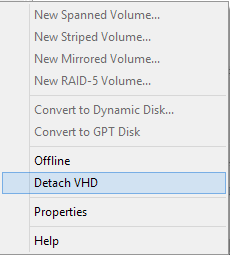 New Spanned Volume...
New Striped Volume...
New Mirrored Volume...
New RAID-5 Volume...
Convert to Dynamic Disk...
Convert to GPT Disk
Offline
Detach VHD
Properties
Help